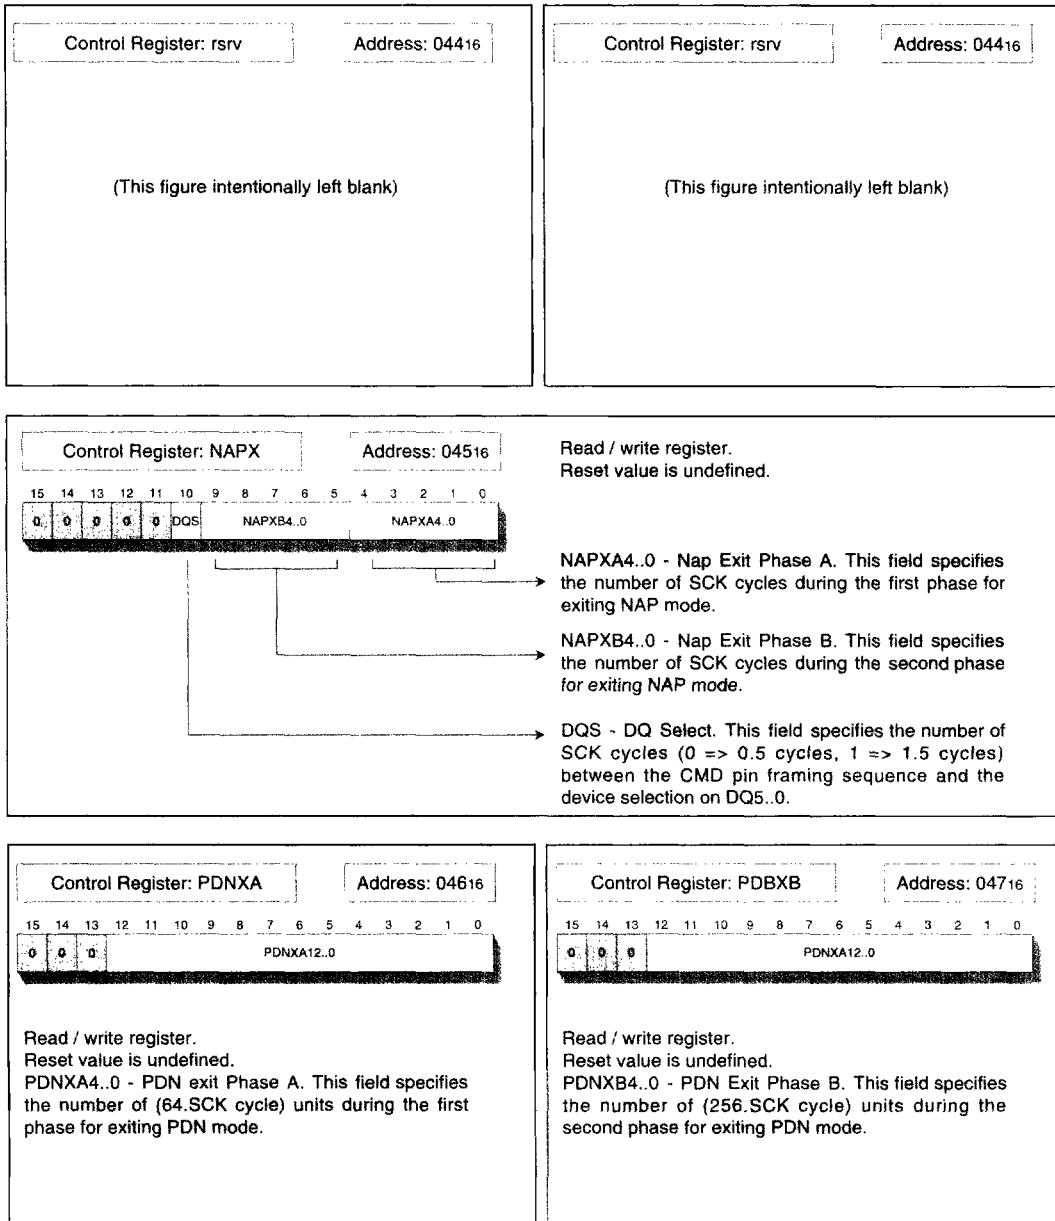 Control Register: rsrv Address: 04416
(This figure intentionally left blank)
Control Register: rsrv Address: 04416
(This figure intentionally left blank)
Control Register: NAPX Address: 04516
15 14 13 12 11 10 9 8 7 6 5 4 3 2 1 0
0 0 0 0 0 DQS NAPXB4..0 NAPXA4..0
Read / write register.
Reset value is undefined.
NAPXA4..0 - Nap Exit Phase A. This field specifies
the number of SCK cycles during the first phase for
exiting NAP mode.
NAPXB4..0 - Nap Exit Phase B. This field specifies
the number of SCK cycles during the second phase
for exiting NAP mode.
DQS - DQ Select. This field specifies the number of
SCK cycles (0 => 0.5 cycles, 1 => 1.5 cycles)
between the CMD pin framing sequence and the
device selection on DQ5..0.
Control Register: PDNXA Address: 04616
15 14 13 12 11 10 9 8 7 6 5 4 3 2 1 0
0 0 0 PDNXA12..0
Read / write register.
Reset value is undefined.
PDNXA4..0 - PDN exit Phase A. This field specifies
the number of (64.SCK cycle) units during the first
phase for exiting PDN mode.
Control Register: PDBXB Address: 04716
15 14 13 12 11 10 9 8 7 6 5 4 3 2 1 0
0 0 0 PDNXA12..0
Read / write register.
Reset value is undefined.
PDNXB4..0 - PDN Exit Phase B. This field specifies
the number of (256.SCK cycle) units during the
second phase for exiting PDN mode.